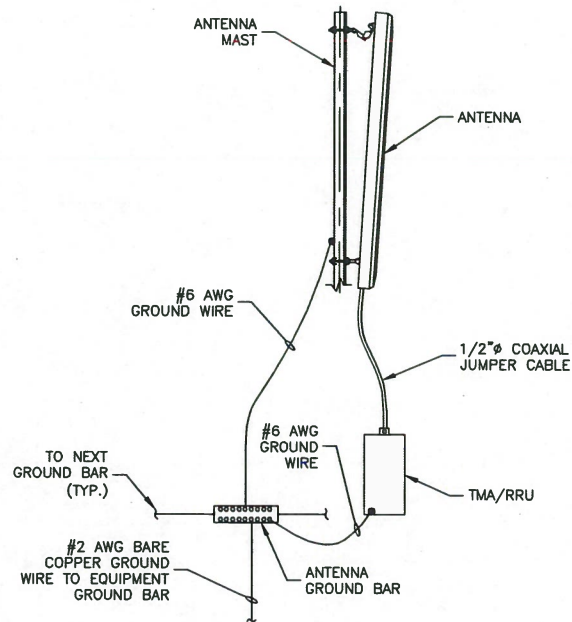 ANTENNA
MAST
ANTENNA
#6 AWG
GROUND WIRE
1/2"ø COAXIAL
JUMPER CABLE
#6 AWG
GROUND
WIRE
TO NEXT
GROUND BAR
(TYP.)
TMA/RRU
#2 AWG BARE
COPPER GROUND
WIRE TO EQUIPMENT
GROUND BAR
ANTENNA
GROUND BAR